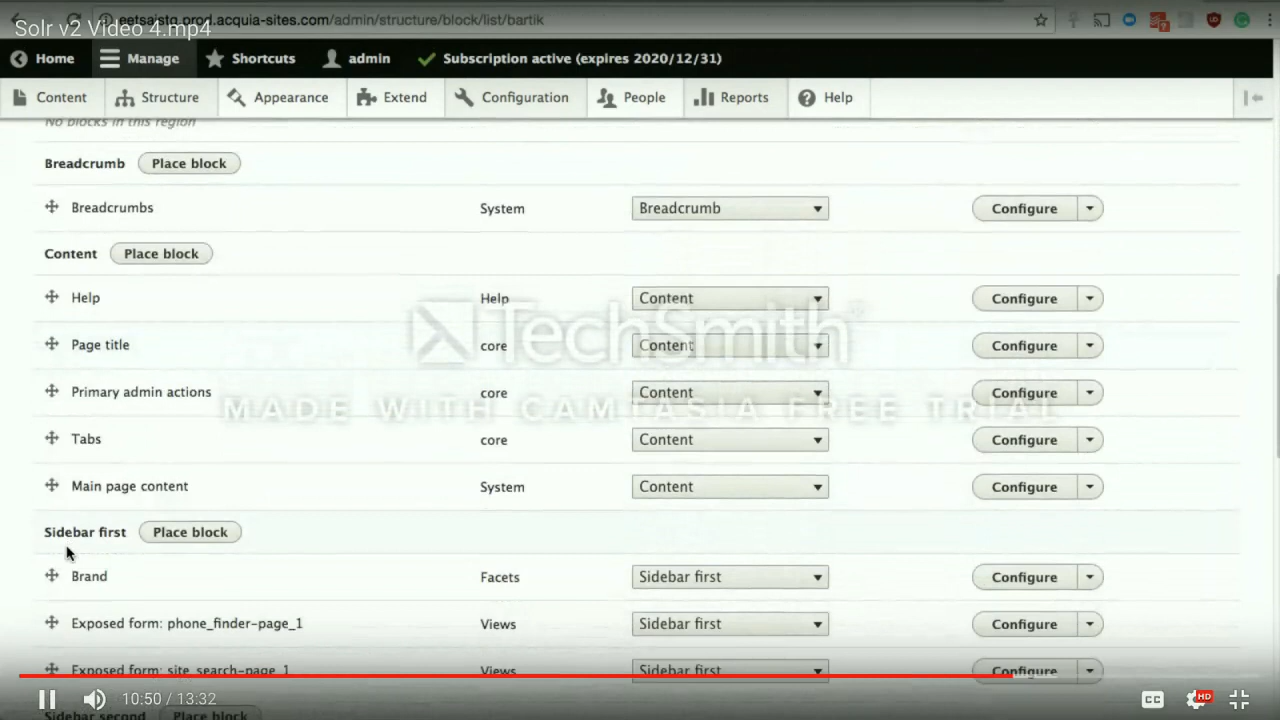 eetsaistg.prod.acquia-sites.com/admin/structure/block/list/bartik
Solr v2 Video 4.mp4
Home Manage Shortcuts admin Subscription active (expires 2020/12/31)
Content Structure Appearance Extend Configuration People Reports Help
No blocks in this region
Breadcrumb Place block
Breadcrumbs System Breadcrumb Configure
Content Place block
Help Help Content Configure
TechSmith
Page title core Content Configure
Primary admin actions core Content Configure
MADE WITH CAMTASIA FREE TRIAL
Tabs core Content Configure
Main page content System Content Configure
Sidebar first Place block
Brand Facets Sidebar first Configure
Exposed form: phone_finder-page_1 Views Sidebar first Configure
Exposed form: site_search-page_1 Views Sidebar first Configure
10:50 / 13:32 CC HD
Sidebar second Place block